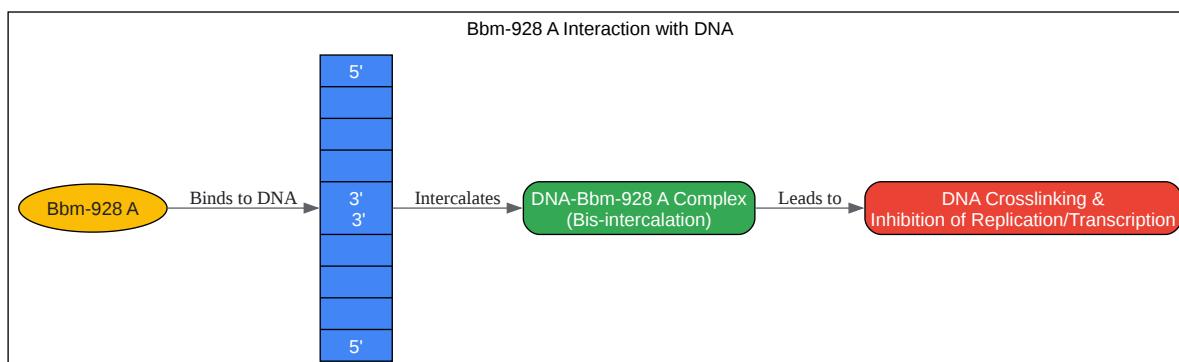 Bbm-928 A Interaction with DNA
Bbm-928 A
Binds to DNA
5'
3'
3'
5'
Intercalates
DNA-Bbm-928 A Complex
(Bis-intercalation)
Leads to
DNA Crosslinking &
Inhibition of Replication/Transcription